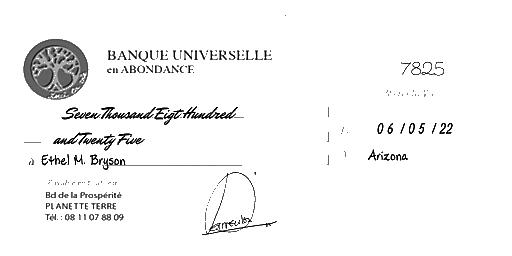 BANQUE UNIVERSELLE
en ABONDANCE
7825
Seven Thousand Eigt Hundred
and Twenty Five
06/05/22
à Ethel M. Bryson
Arizona
Bd de la Prospérité
PLANETTE TERRE
Tél. : 08 11 07 88 09